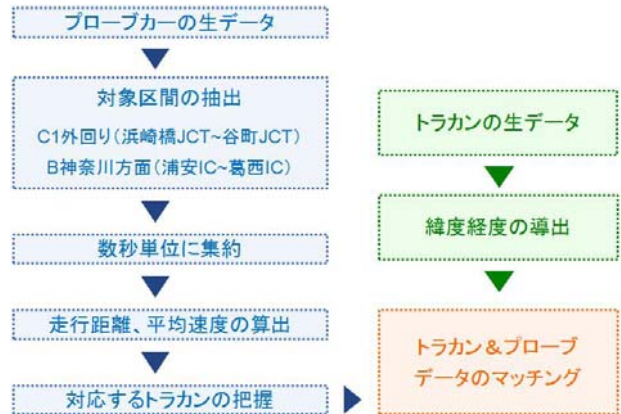 プローブカーの生データ
対象区間の抽出
C1外回り(浜崎橋JCT~谷町JCT)
B神奈川方面(浦安IC~葛西IC)
数秒単位に集約
走行距離、平均速度の算出
対応するトラカンの把握
トラカンの生データ
緯度経度の導出
トラカン&プローブ
データのマッチング